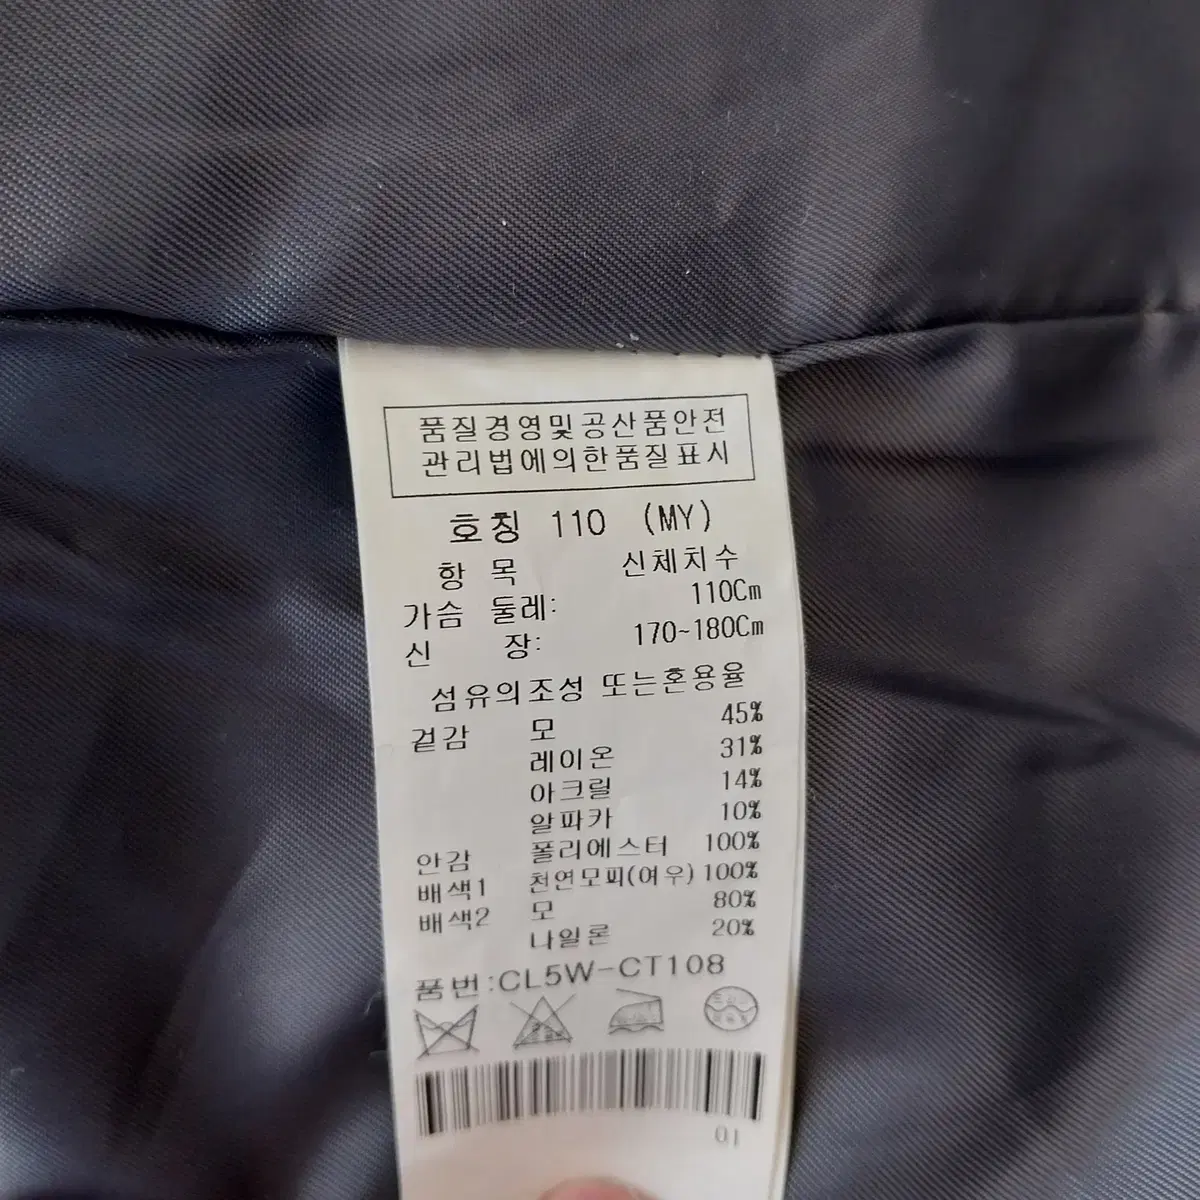 품질경영및공산품안전
관리법에의한품질표시
호칭 110 (MY)
항 목 신체치수
가슴 둘레: 110Cm
신 장: 170~180Cm
섬유의조성 또는혼용율
겉감 모 45%
레이온 31%
아크릴 14%
알파카 10%
안감 폴리에스터 100%
배색1 천연모피(여우) 100%
배색2 모 80%
나일론 20%
품번:CL5W-CT108
01